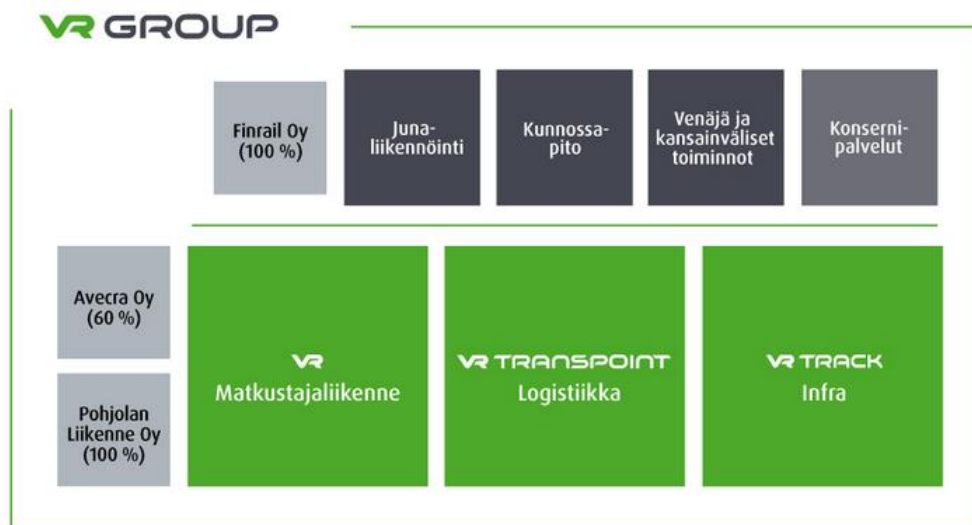 VR GROUP
Finrail Oy
(100 %)
Juna-
liikennöinti
Kunnossa-
pito
Venäjä ja
kansainväliset
toiminnot
Konserni-
palvelut
Avecra Oy
(60 %)
Pohjolan
Liikenne Oy
(100 %)
VR
Matkustajaliikenne
VR TRANSPOINT
Logistiikka
VR TRACK
Infra